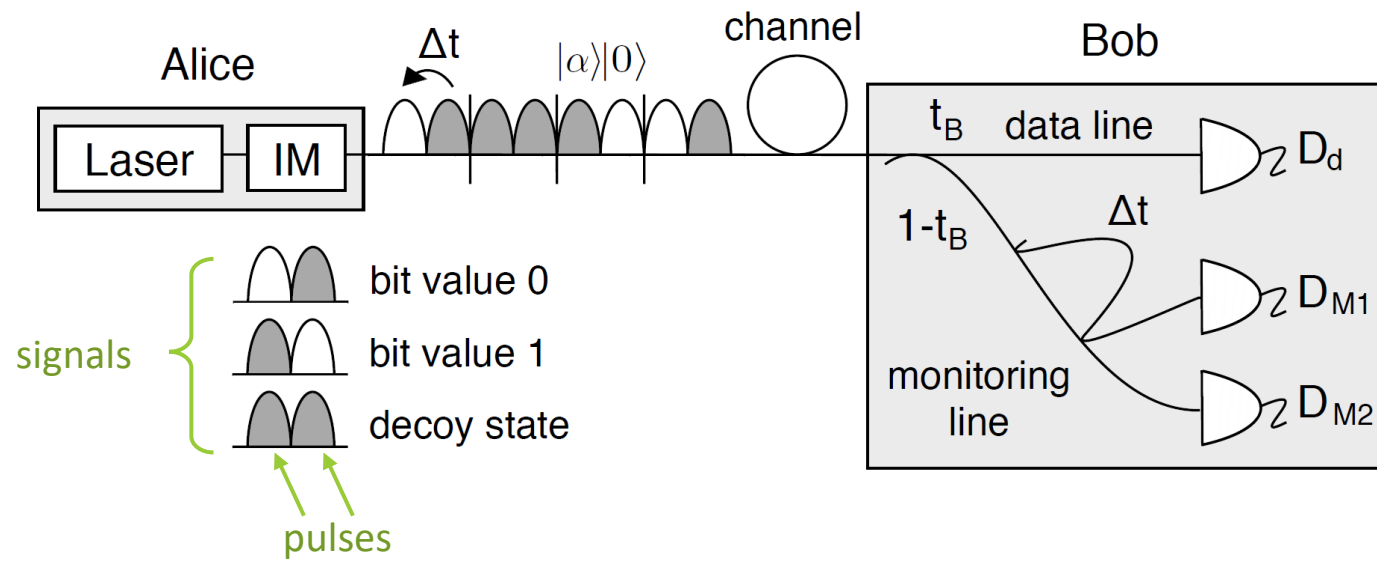 Alice
Laser
IM
Δt
|α⟩|0⟩
channel
Bob
t_B
data line
D_d
1-t_B
Δt
D_M1
monitoring
line
D_M2
signals
bit value 0
bit value 1
decoy state
pulses